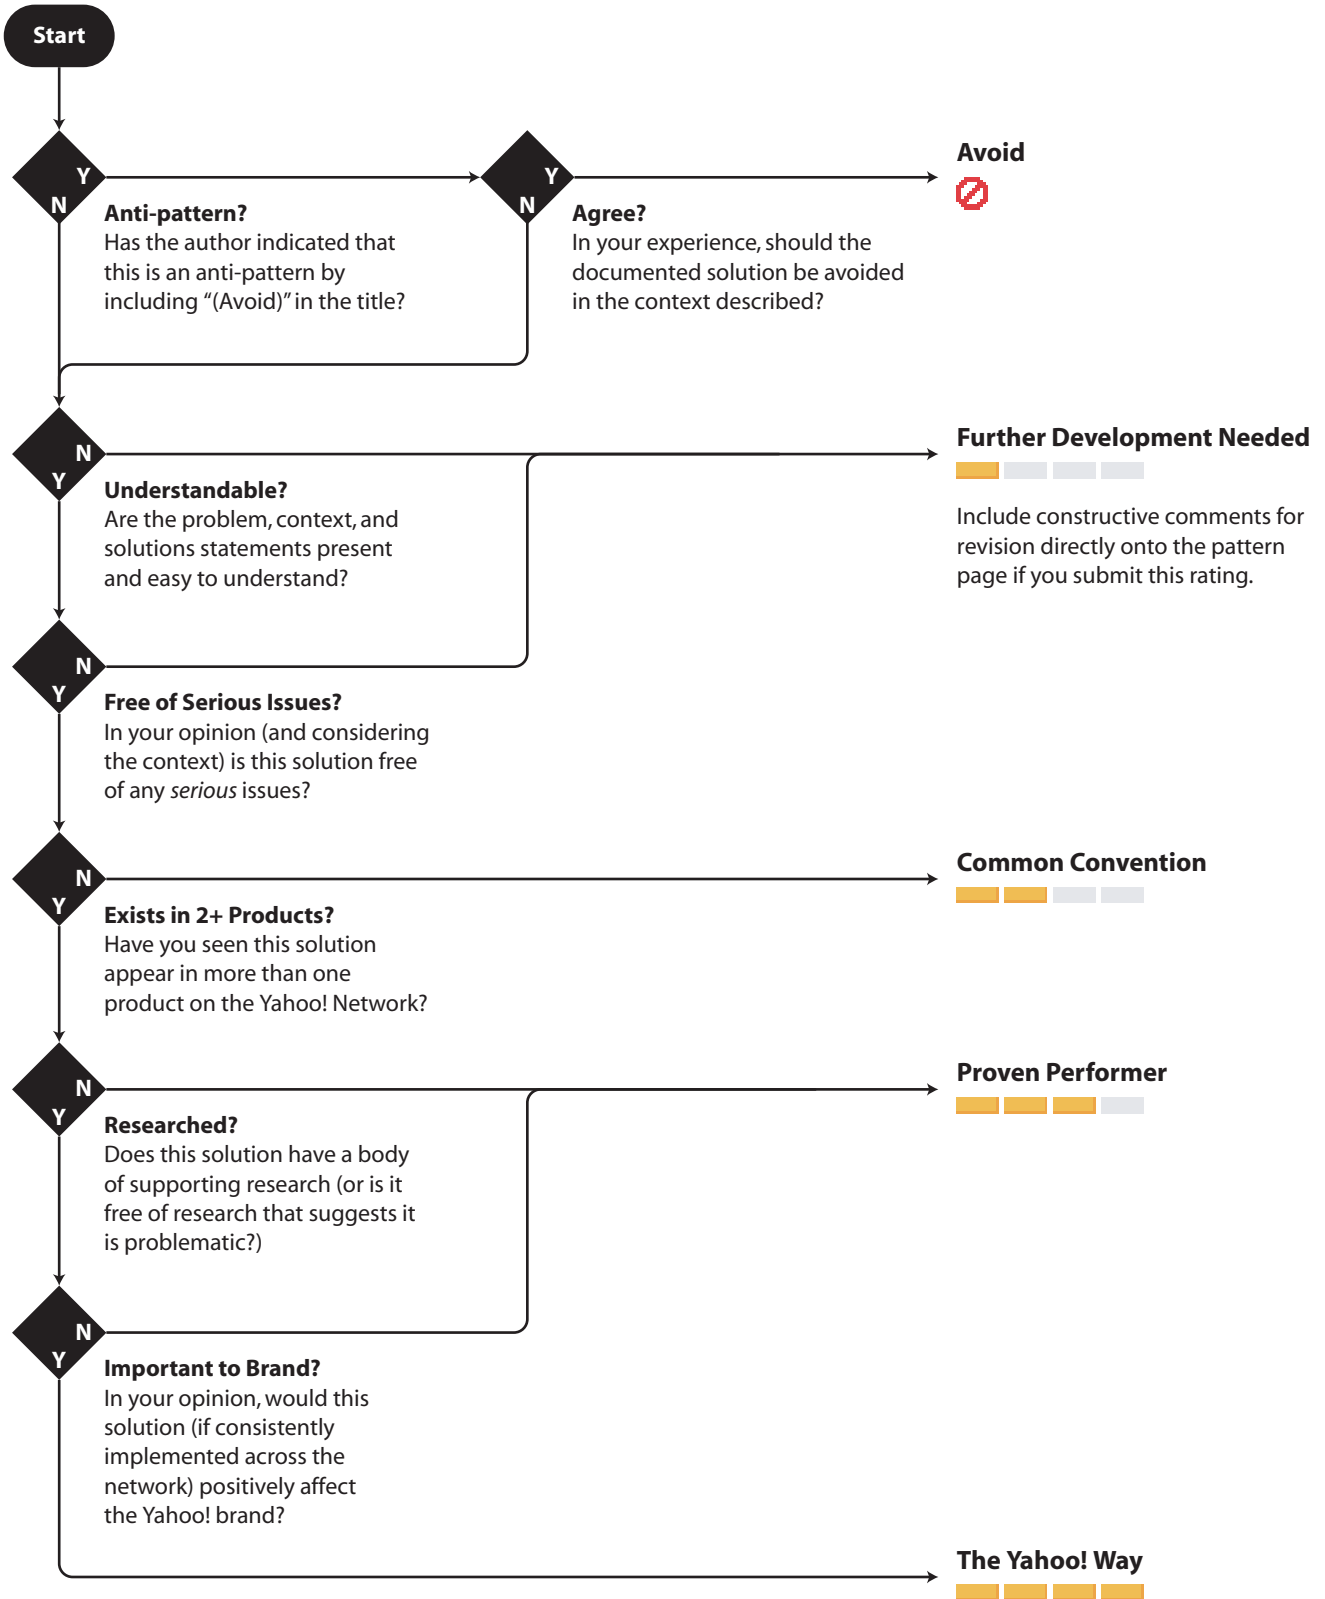 Start
Y
N
Anti-pattern?
Has the author indicated that
this is an anti-pattern by
including “(Avoid)” in the title?
Y
N
Agree?
In your experience, should the
documented solution be avoided
in the context described?
Avoid
N
Y
Understandable?
Are the problem, context, and
solutions statements present
and easy to understand?
Further Development Needed
Include constructive comments for
revision directly onto the pattern
page if you submit this rating.
N
Y
Free of Serious Issues?
In your opinion (and considering
the context) is this solution free
of any serious issues?
N
Y
Exists in 2+ Products?
Have you seen this solution
appear in more than one
product on the Yahoo! Network?
Common Convention
N
Y
Researched?
Does this solution have a body
of supporting research (or is it
free of research that suggests it
is problematic?)
Proven Performer
N
Y
Important to Brand?
In your opinion, would this
solution (if consistently
implemented across the
network) positively affect
the Yahoo! brand?
The Yahoo! Way